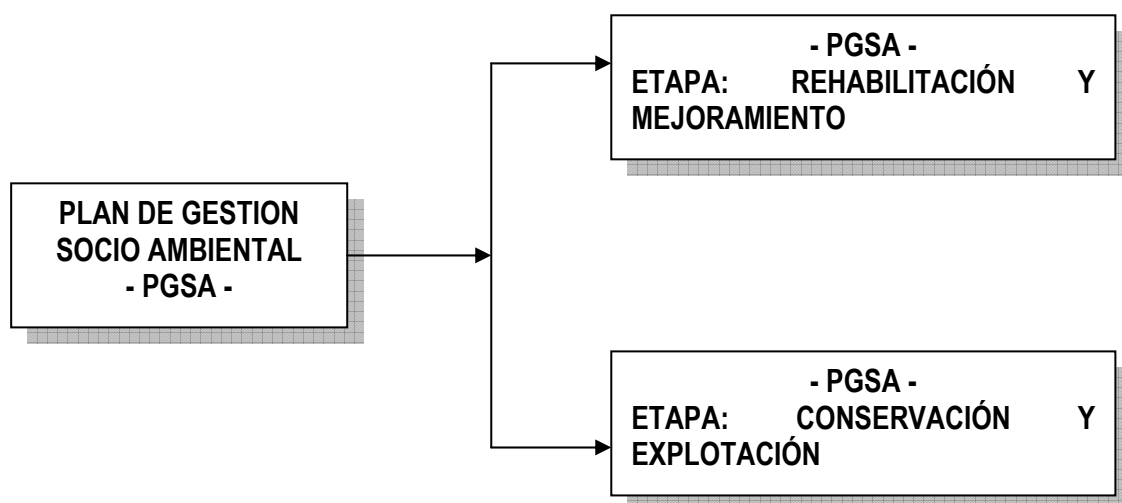 PLAN DE GESTION
SOCIO AMBIENTAL
- PGSA -
- PGSA -
ETAPA: REHABILITACIÓN Y
MEJORAMIENTO
- PGSA -
ETAPA: CONSERVACIÓN Y
EXPLOTACIÓN